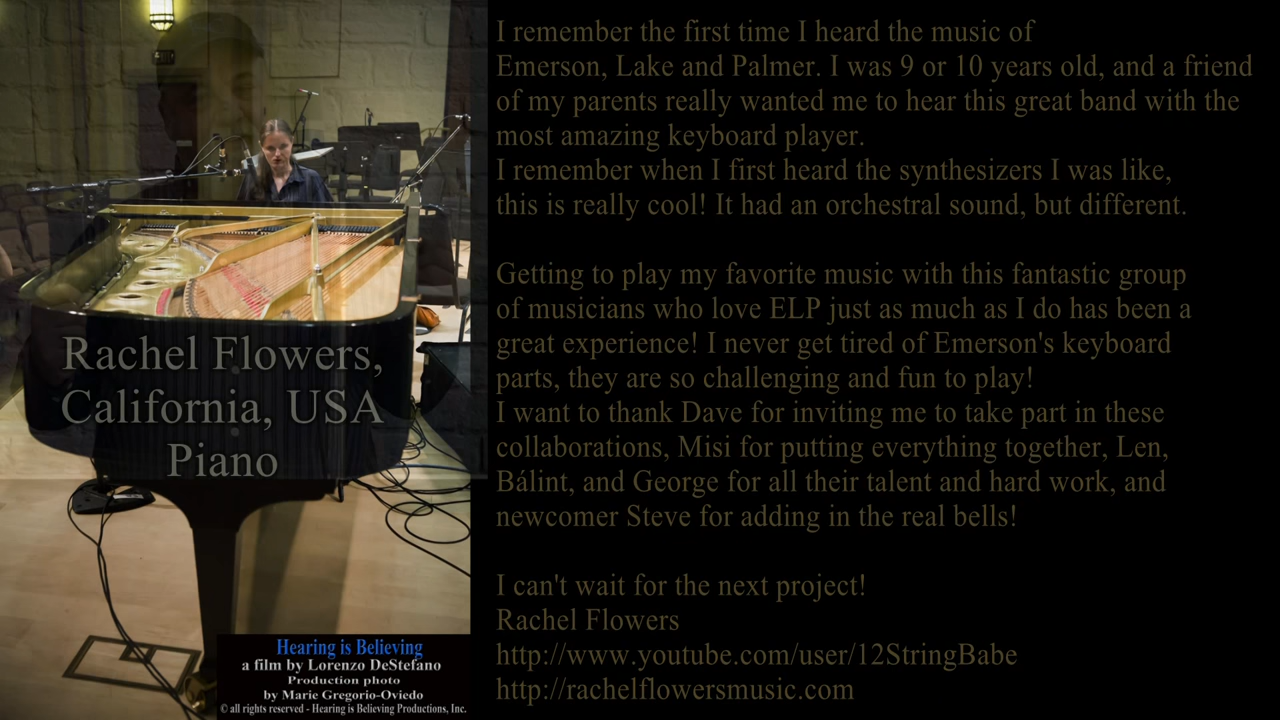 Rachel Flowers,
California, USA
Piano
Hearing is Believing
a film by Lorenzo DeStefano
Production photo
by Marie Gregorio-Oviedo
© all rights reserved - Hearing is Believing Productions, Inc.
I remember the first time I heard the music of
Emerson, Lake and Palmer. I was 9 or 10 years old, and a friend
of my parents really wanted me to hear this great band with the
most amazing keyboard player.
I remember when I first heard the synthesizers I was like,
this is really cool! It had an orchestral sound, but different.
Getting to play my favorite music with this fantastic group
of musicians who love ELP just as much as I do has been a
great experience! I never get tired of Emerson's keyboard
parts, they are so challenging and fun to play!
I want to thank Dave for inviting me to take part in these
collaborations, Misi for putting everything together, Len,
Bálint, and George for all their talent and hard work, and
newcomer Steve for adding in the real bells!
I can't wait for the next project!
Rachel Flowers
http://www.youtube.com/user/12StringBabe
http://rachelflowersmusic.com